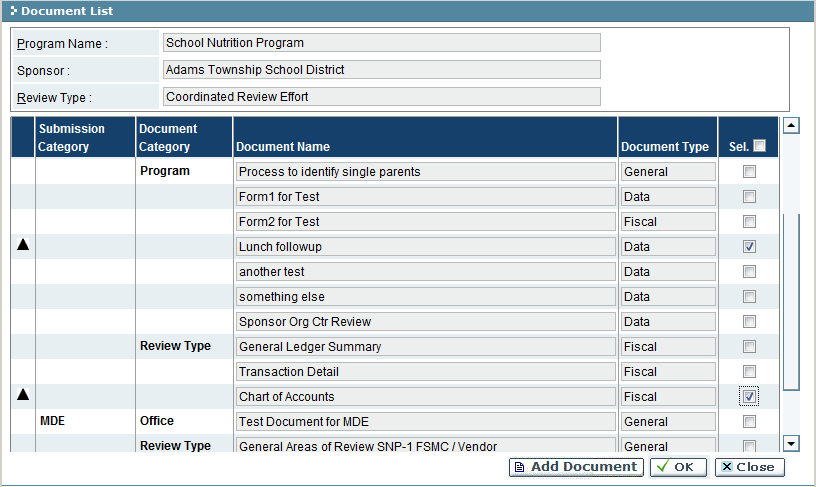 Document List
Program Name : School Nutrition Program
Sponsor : Adams Township School District
Review Type : Coordinated Review Effort
Submission Category Document Category Document Name Document Type Sel.
Program Process to identify single parents General
Form1 for Test Data
Form2 for Test Fiscal
Lunch followup Data
another test Data
something else Data
Sponsor Org Ctr Review Data
Review Type General Ledger Summary Fiscal
Transaction Detail Fiscal
Chart of Accounts Fiscal
MDE Office Test Document for MDE General
Review Type General Areas of Review SNP-1 FSMC / Vendor General
Add Document OK Close